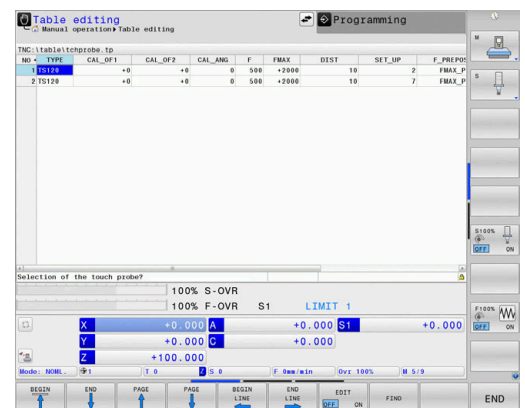 Table editing
Manual operation Table editing
Programming
TNC:\table\tchprobe.tp
NO TYPE CAL_OF1 CAL_OF2 CAL_ANG F FMAX DIST SET_UP F_PREPOS
1 TS120 +0 +0 0 500 +2000 10 2 FMAX_P
2 TS120 +0 +0 0 500 +2000 10 7 FMAX_P
M
S
S100%
OFF ON
Selection of the touch probe?
100% S-OVR
100% F-OVR S1 LIMIT 1
F100%
OFF ON
X +0.000 A +0.000 S1 +0.000
Y +0.000 C +0.000
Z +100.000
Modo: NOML. 1 T 0 Z S 0 F 0mm/min Ovr 100% M 5/9
BEGIN
END
PAGE
PAGE
BEGIN LINE
END LINE
EDIT
OFF ON
FIND
END